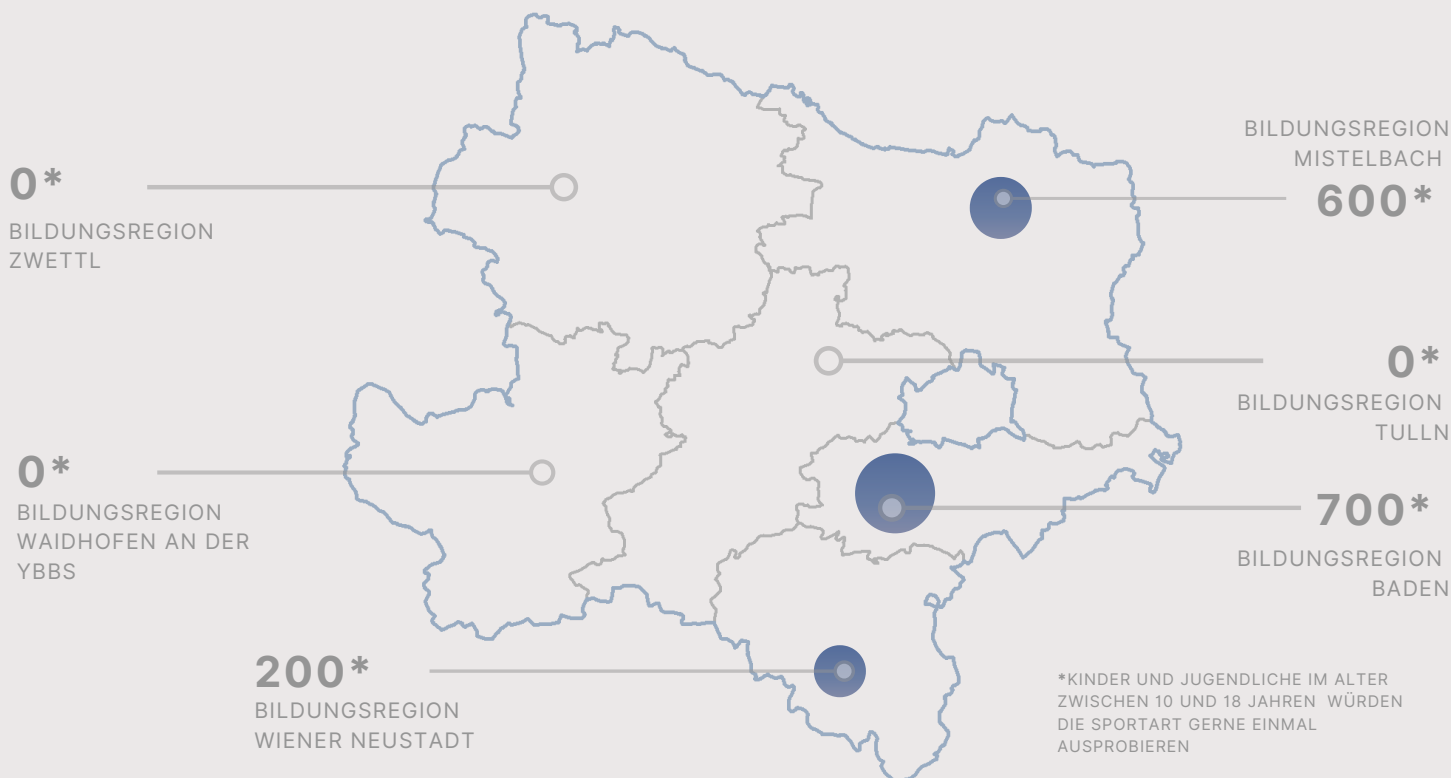 0*
BILDUNGSREGION
ZWETTL
BILDUNGSREGION
MISTELBACH
600*
0*
BILDUNGSREGION
TULLN
0*
BILDUNGSREGION
WAIDHOFEN AN DER
YBBS
700*
BILDUNGSREGION
BADEN
200*
BILDUNGSREGION
WIENER NEUSTADT
*KINDER UND JUGENDLICHE IM ALTER
ZWISCHEN 10 UND 18 JAHREN WÜRDEN
DIE SPORTART GERNE EINMAL
AUSPROBIEREN